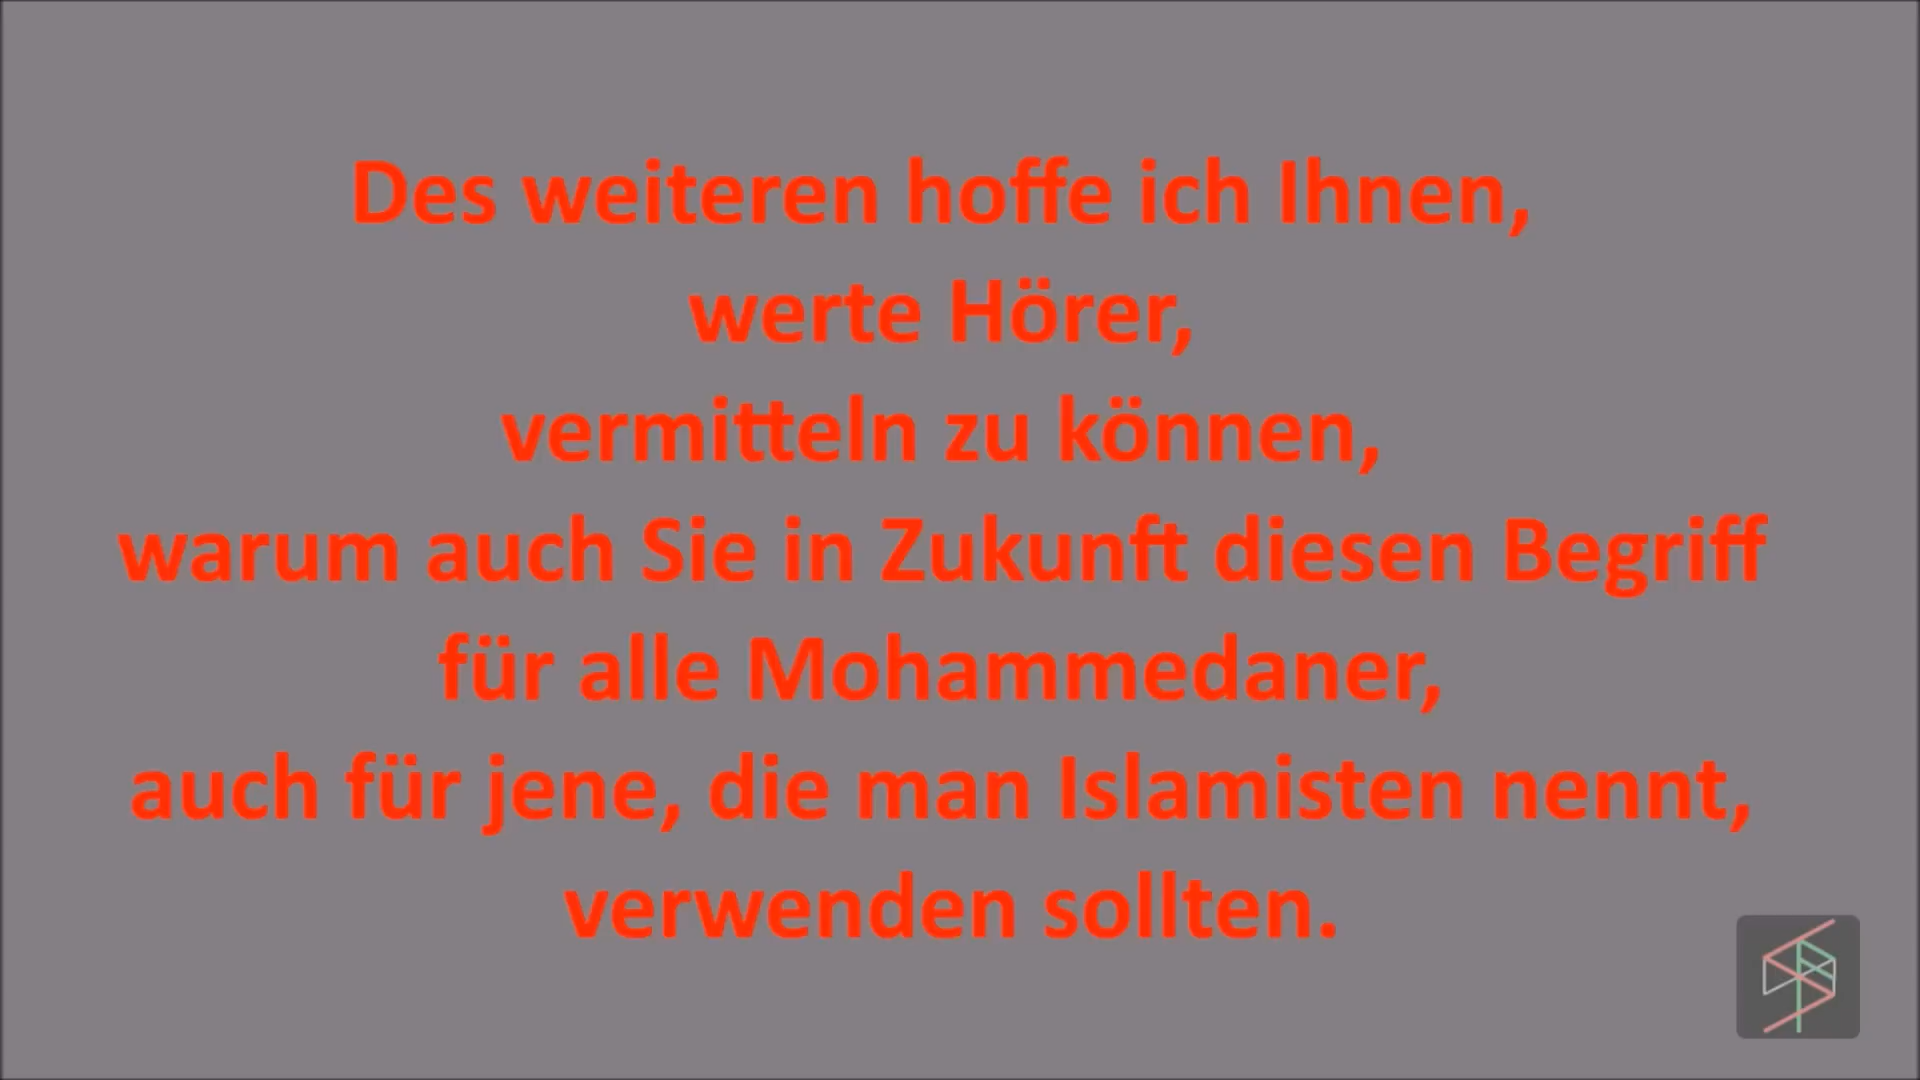 Des weiteren hoffe ich Ihnen,
werte Hörer,
vermitteln zu können,
warum auch Sie in Zukunft diesen Begriff
für alle Mohammedaner,
auch für jene, die man Islamisten nennt,
verwenden sollten.